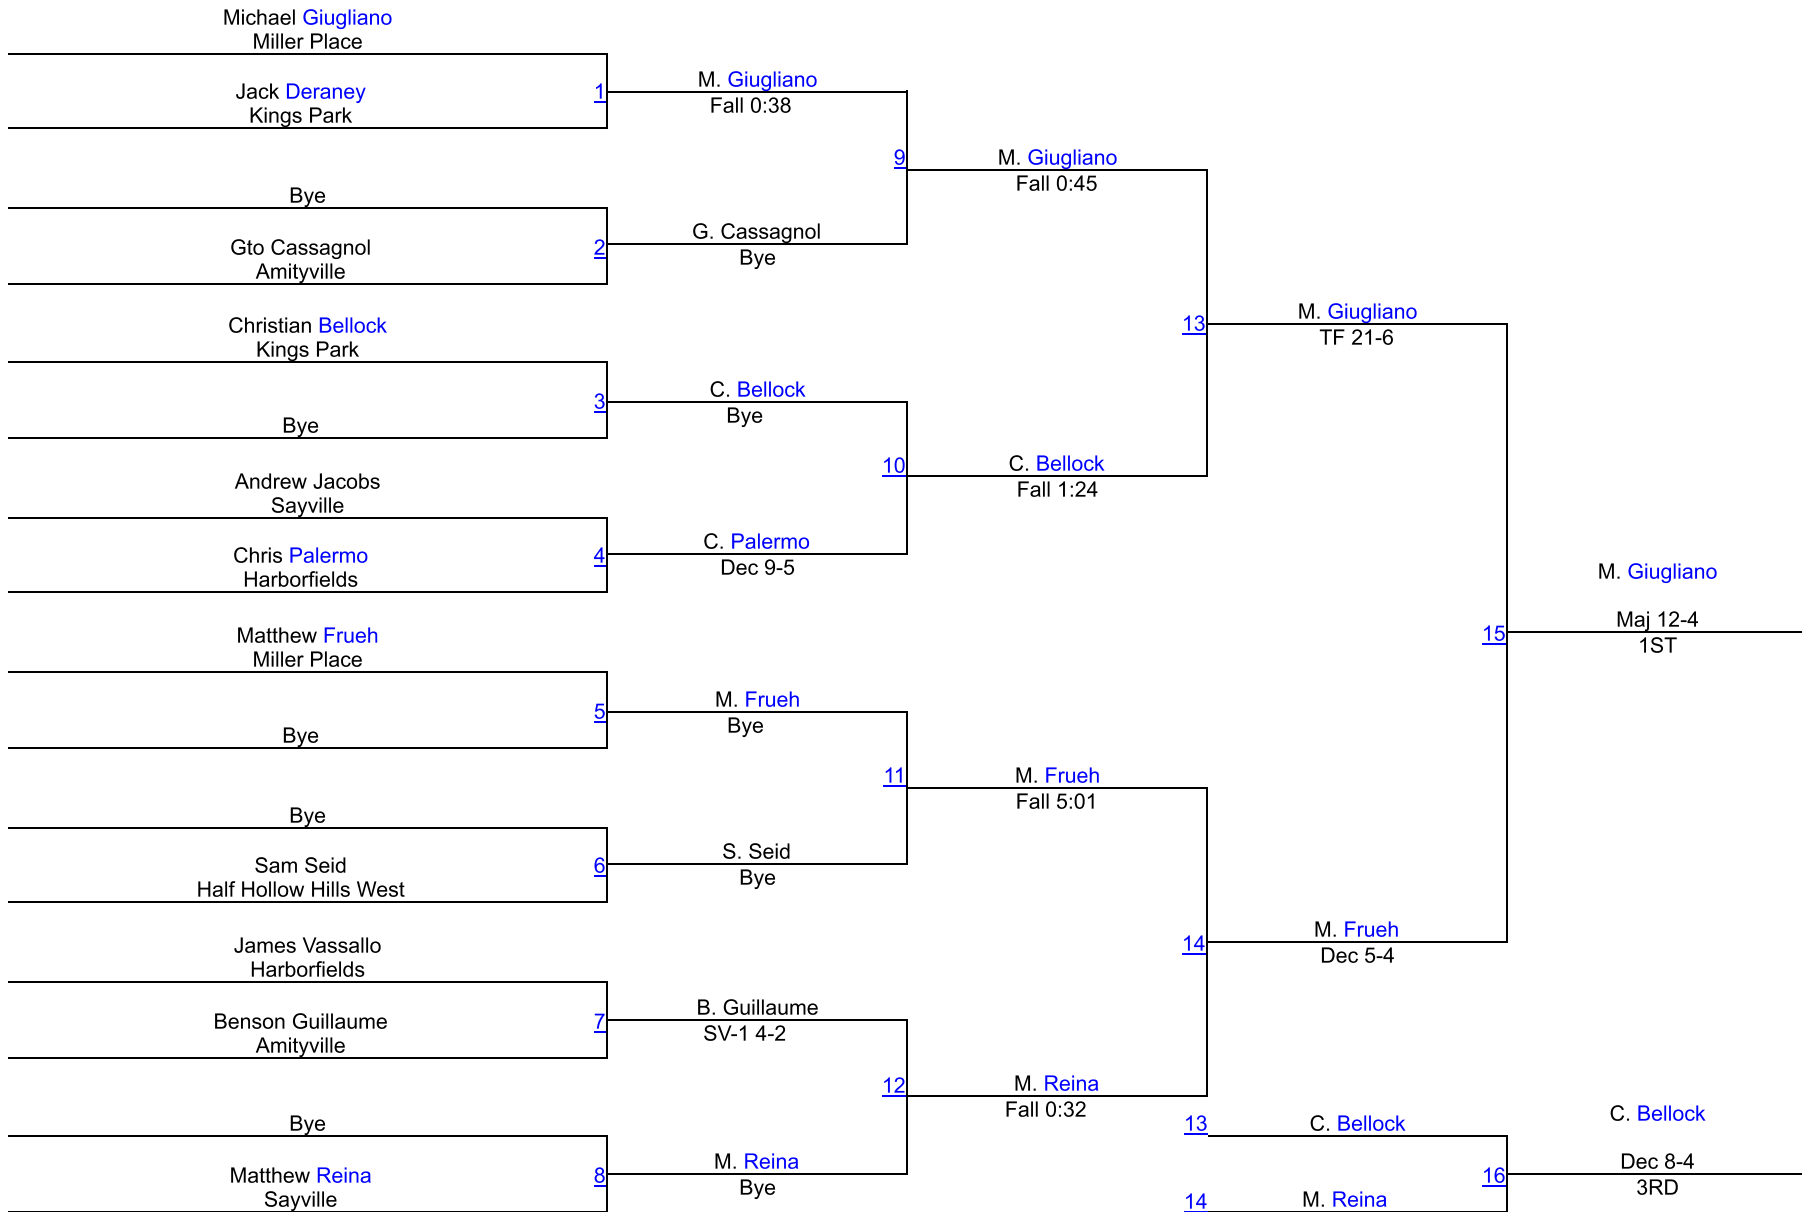 Michael Giugliano
Miller Place
Jack Deraney
Kings Park
Bye
Gto Cassagnol
Amityville
Christian Bellock
Kings Park
Bye
Andrew Jacobs
Sayville
Chris Palermo
Harborfields
Matthew Frueh
Miller Place
Bye
Bye
Sam Seid
Half Hollow Hills West
James Vassallo
Harborfields
Benson Guillaume
Amityville
Bye
Matthew Reina
Sayville
1
M. Giugliano
Fall 0:38
2
G. Cassagnol
Bye
3
C. Bellock
Bye
4
C. Palermo
Dec 9-5
5
M. Frueh
Bye
6
S. Seid
Bye
7
B. Guillaume
SV-1 4-2
8
M. Reina
Bye
9
M. Giugliano
Fall 0:45
10
C. Bellock
Fall 1:24
11
M. Frueh
Fall 5:01
12
M. Reina
Fall 0:32
13
M. Giugliano
TF 21-6
14
M. Frueh
Dec 5-4
15
M. Giugliano
Maj 12-4
1ST
13
C. Bellock
14
M. Reina
16
C. Bellock
Dec 8-4
3RD